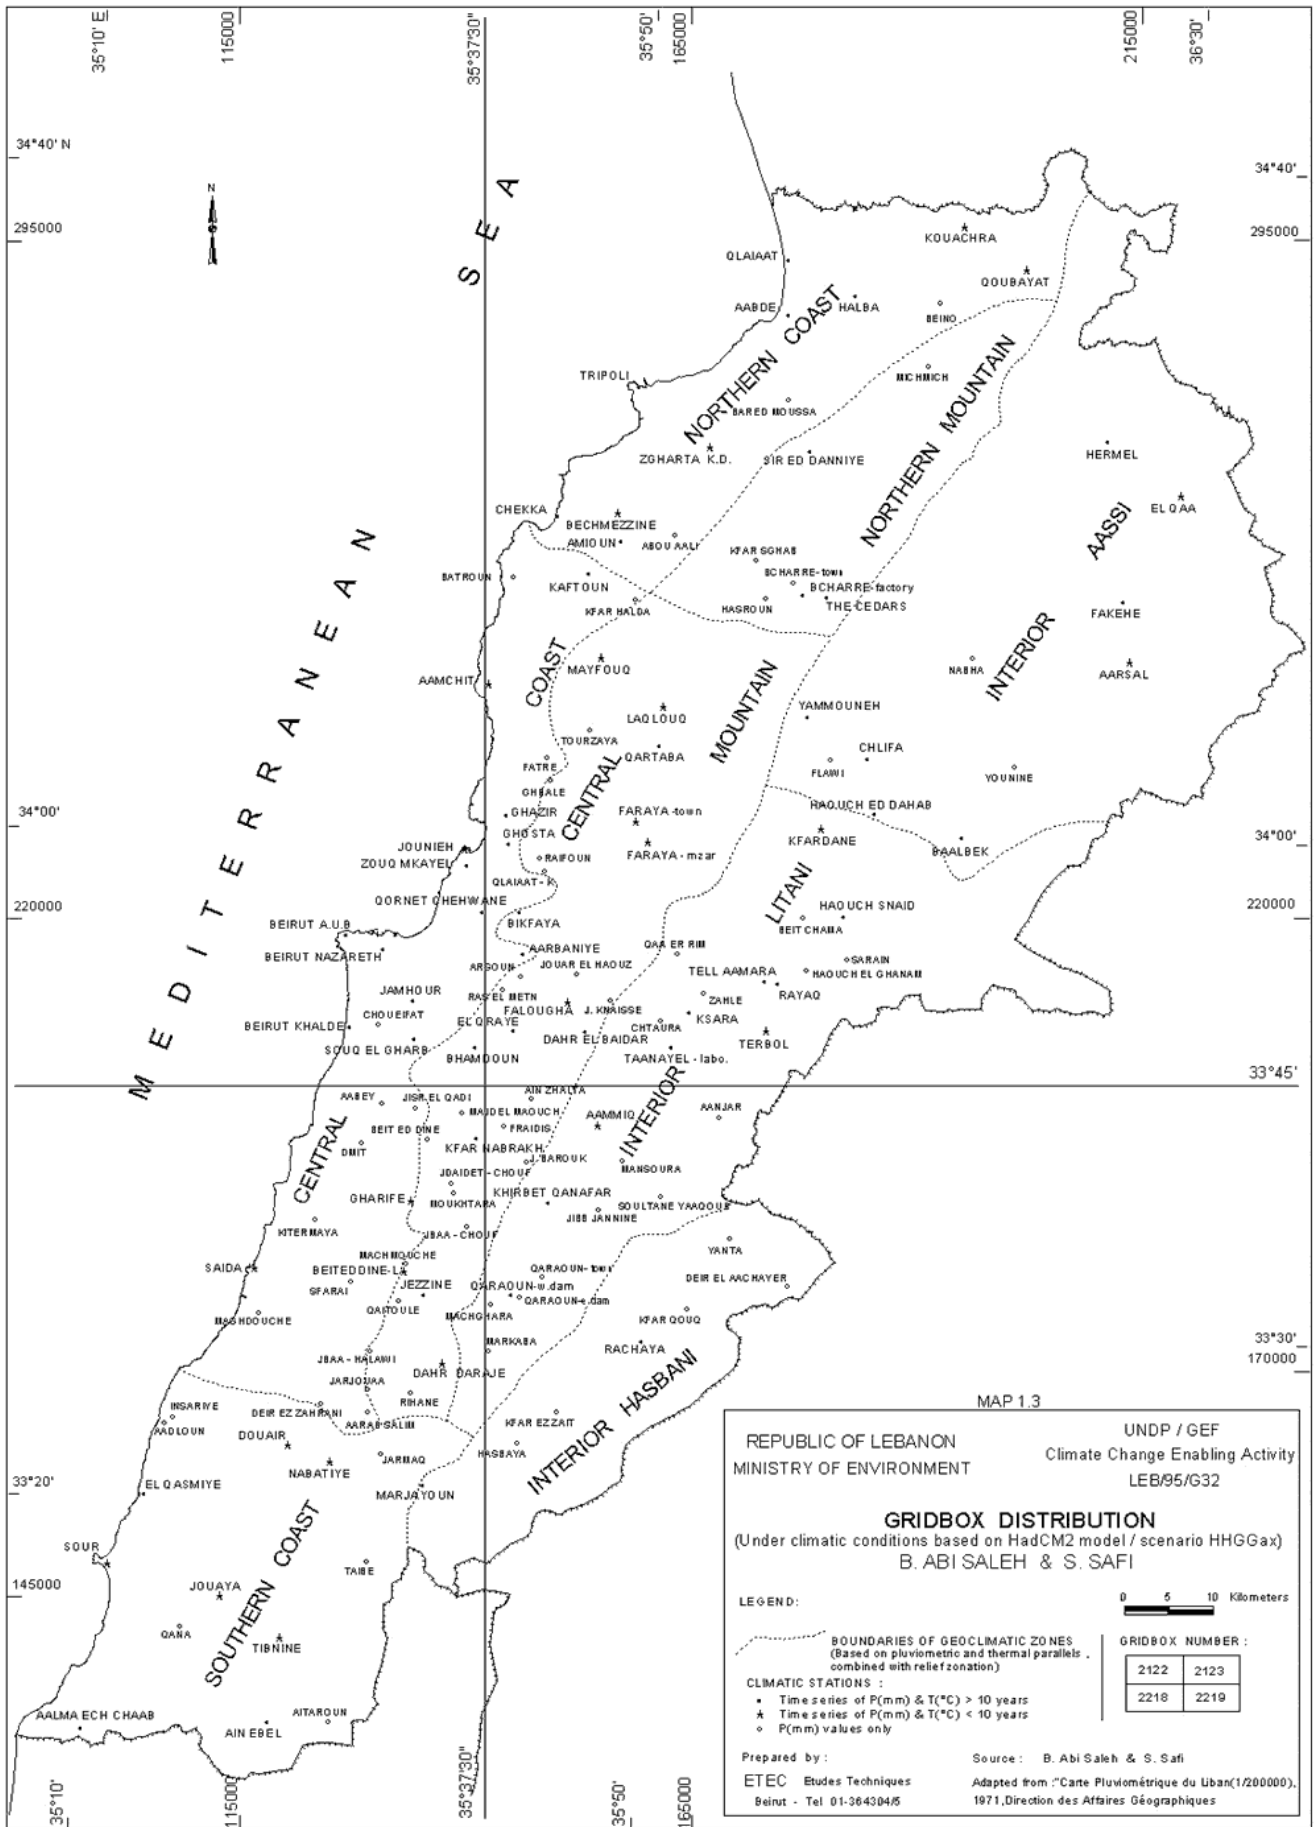 35°10' E
115000
35°37'30"
35°50'
165000
215000
36°30'
34°40' N
34°40'
N
295000
295000
MEDITERRANEAN SEA
KOUACHRA
QLAIAAT
QOUBAYAT
AABDE
HALBA
BEINO
NORTHERN COAST
TRIPOLI
MICHMICH
NORTHERN MOUNTAIN
BARED MOUSSA
ZGHARTA K.D.
SIR ED DANNIYE
HERMEL
EL QAA
AASSI
CHEKKA
BECHMEZZINE
AMIOUN
ABOU AALI
KFAR SGHAB
BATROUN
KAFTOUN
BCHARRE-town
BCHARRE-factory
KFAR HALDA
HASROUN
THE CEDARS
FAKEHE
INTERIOR
COAST
MAYFOUQ
NABHA
AARSAL
AAMCHIT
MOUNTAIN
LAQLOUQ
YAMMOUNEH
TOURZAYA
QARTABA
CHLIFA
FATRE
FLAWI
YOUNINE
CENTRAL
GHBALE
34°00'
GHAZIR
FARAYA-town
HAOUCH ED DAHAB
GHOSTA
KFARDANE
34°00'
JOUNIEH
RAIFOUN
FARAYA-mzar
BAALBEK
ZOUQ MKAYEL
QLAIAAT-K
LITANI
220000
QORNET CHEHWANE
BIKFAYA
HAOUCH SNAID
220000
BEIRUT A.U.B
BEIT CHAMA
BEIRUT NAZARETH
AARBANIYE
QAA ER RIM
ARSOUN
JOUAR EL HAOUZ
SARAIN
TELL AAMARA
HAOUCH EL GHANAM
RAS EL METN
RAYAQ
JAMHOUR
FALOUGHA
J. KNAISSE
ZAHLE
CHOUEIFAT
KSARA
BEIRUT KHALDE
EL QRAYE
CHTAURA
SOUQ EL GHARB
DAHR EL BAIDAR
TERBOL
BHAMDOUN
TAANAYEL-labo.
INTERIOR
33°45'
AABEY
JISR EL QADI
AIN ZHALTA
MAJDEL MAOUCH
AAMMIQ
AANJAR
BEIT ED DINE
FRAIDIS
CENTRAL
DMIT
KFAR NABRAKH
J. BAROUK
MANSOURA
JDAIDET-CHOUF
GHARIFE
MOUKHTARA
KHIRBET QANAFAR
SOULTANE YAAQOUB
JIBB JANNINE
KITERMAYA
JBAA-CHOUF
YANTA
MACHMOUCHE
SAIDA
BEITEDDINE-L
QARAOUN-town
DEIR EL AACHAYER
SFARAI
JEZZINE
QARAOUN-w.dam
QAITOULE
QARAOUN-e.dam
MAGHDOUCHE
MACHGHARA
KFAR QOUQ
MARKABA
RACHAYA
33°30'
JBAA-HALAWI
DAHR DARAJE
170000
JARJOUAA
INTERIOR HASBANI
RIHANE
INSARIYE
DEIR EZ ZAHRANI
AARAB SALIM
KFAR EZZAIT
AADLOUN
DOUAIR
JARMAQ
HASBAYA
NABATIYE
33°20'
EL QASMIYE
MARJAYOUN
SOUTHERN COAST
SOUR
TAIBE
145000
JOUAYA
QANA
TIBNINE
AALMA ECH CHAAB
AIN EBEL
AITAROUN
35°10'
115000
35°37'30"
35°50'
165000
MAP 1.3
REPUBLIC OF LEBANON
MINISTRY OF ENVIRONMENT
UNDP / GEF
Climate Change Enabling Activity
LEB/95/G32
GRIDBOX DISTRIBUTION
(Under climatic conditions based on HadCM2 model / scenario HHGGax)
B. ABI SALEH & S. SAFI
LEGEND:
0 5 10 Kilometers
BOUNDARIES OF GEOCLIMATIC ZONES
(Based on pluviometric and thermal parallels,
combined with relief zonation)
GRIDBOX NUMBER :
2122 2123
2218 2219
CLIMATIC STATIONS :
Time series of P(mm) & T(°C) > 10 years
Time series of P(mm) & T(°C) < 10 years
P(mm) values only
Prepared by :
ETEC Etudes Techniques
Beirut - Tel 01-364304/5
Source : B. Abi Saleh & S. Safi
Adapted from :"Carte Pluviométrique du Liban(1/200000),
1971,Direction des Affaires Géographiques